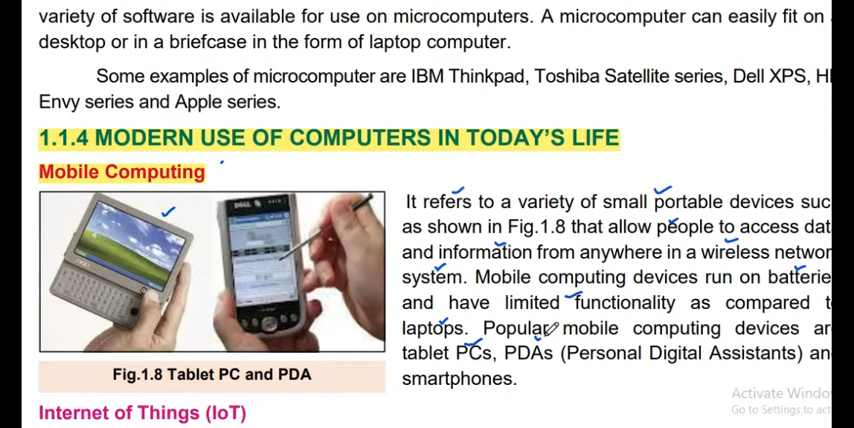 variety of software is available for use on microcomputers. A microcomputer can easily fit on
desktop or in a briefcase in the form of laptop computer.
Some examples of microcomputer are IBM Thinkpad, Toshiba Satellite series, Dell XPS, H
Envy series and Apple series.
1.1.4 MODERN USE OF COMPUTERS IN TODAY'S LIFE
Mobile Computing
It refers to a variety of small portable devices suc
as shown in Fig.1.8 that allow people to access dat
and information from anywhere in a wireless networ
system. Mobile computing devices run on batterie
and have limited functionality as compared t
laptops. Popular mobile computing devices ar
tablet PCs, PDAs (Personal Digital Assistants) an
smartphones.
DELL
Fig.1.8 Tablet PC and PDA
Internet of Things (IoT)
Activate Windo
Go to Settings to act